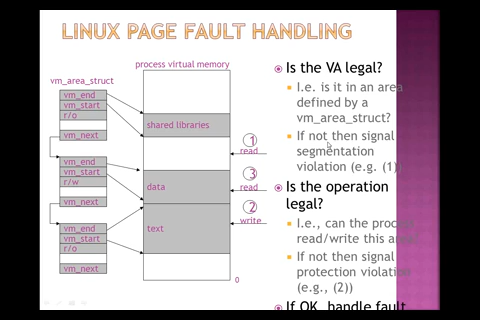 LINUX PAGE FAULT HANDLING
process virtual memory
vm_area_struct
vm_end
vm_start
r/o
vm_next
vm_end
vm_start
r/w
vm_next
vm_end
vm_start
r/o
vm_next
shared libraries
1
read
data
3
read
2
write
text
0
Is the VA legal?
I.e. is it in an area
defined by a
vm_area_struct?
If not then signal
segmentation
violation (e.g. (1))
Is the operation
legal?
I.e., can the process
read/write this area?
If not then signal
protection violation
(e.g., (2))
If OK, handle fault